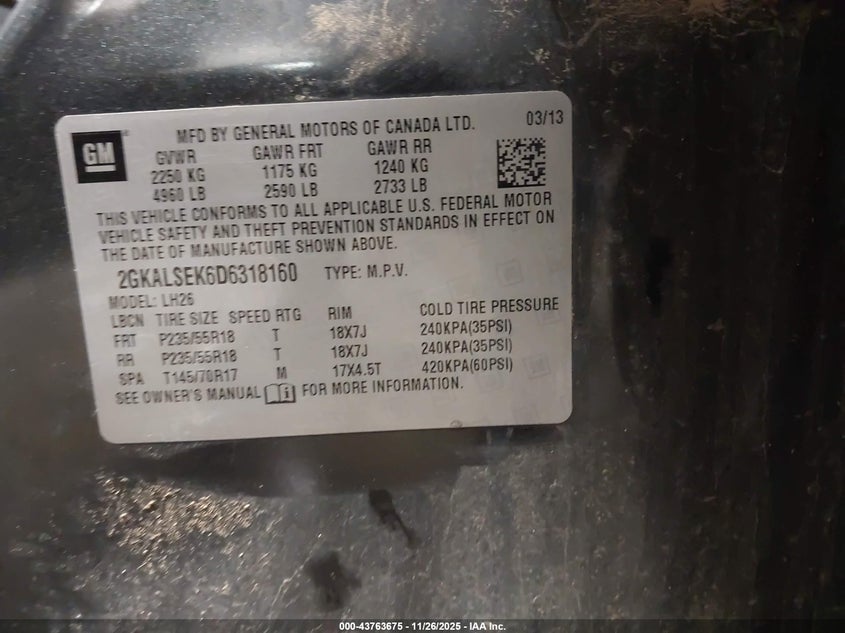 GM
MFD BY GENERAL MOTORS OF CANADA LTD. 03/13
GVWR GAWR FRT GAWR RR
2250 KG 1175 KG 1240 KG
4960 LB 2590 LB 2733 LB
THIS VEHICLE CONFORMS TO ALL APPLICABLE U.S. FEDERAL MOTOR
VEHICLE SAFETY AND THEFT PREVENTION STANDARDS IN EFFECT ON
THE DATE OF MANUFACTURE SHOWN ABOVE.
2GKALSEK6D6318160 TYPE: M.P.V.
MODEL: LH26
LBCN TIRE SIZE SPEED RTG RIM COLD TIRE PRESSURE
FRT P235/55R18 T 18X7J 240KPA(35PSI)
RR P235/55R18 T 18X7J 240KPA(35PSI)
SPA T145/70R17 M 17X4.5T 420KPA(60PSI)
SEE OWNER'S MANUAL FOR MORE INFORMATION.
000-43763675 - 11/26/2025 - IAA Inc.